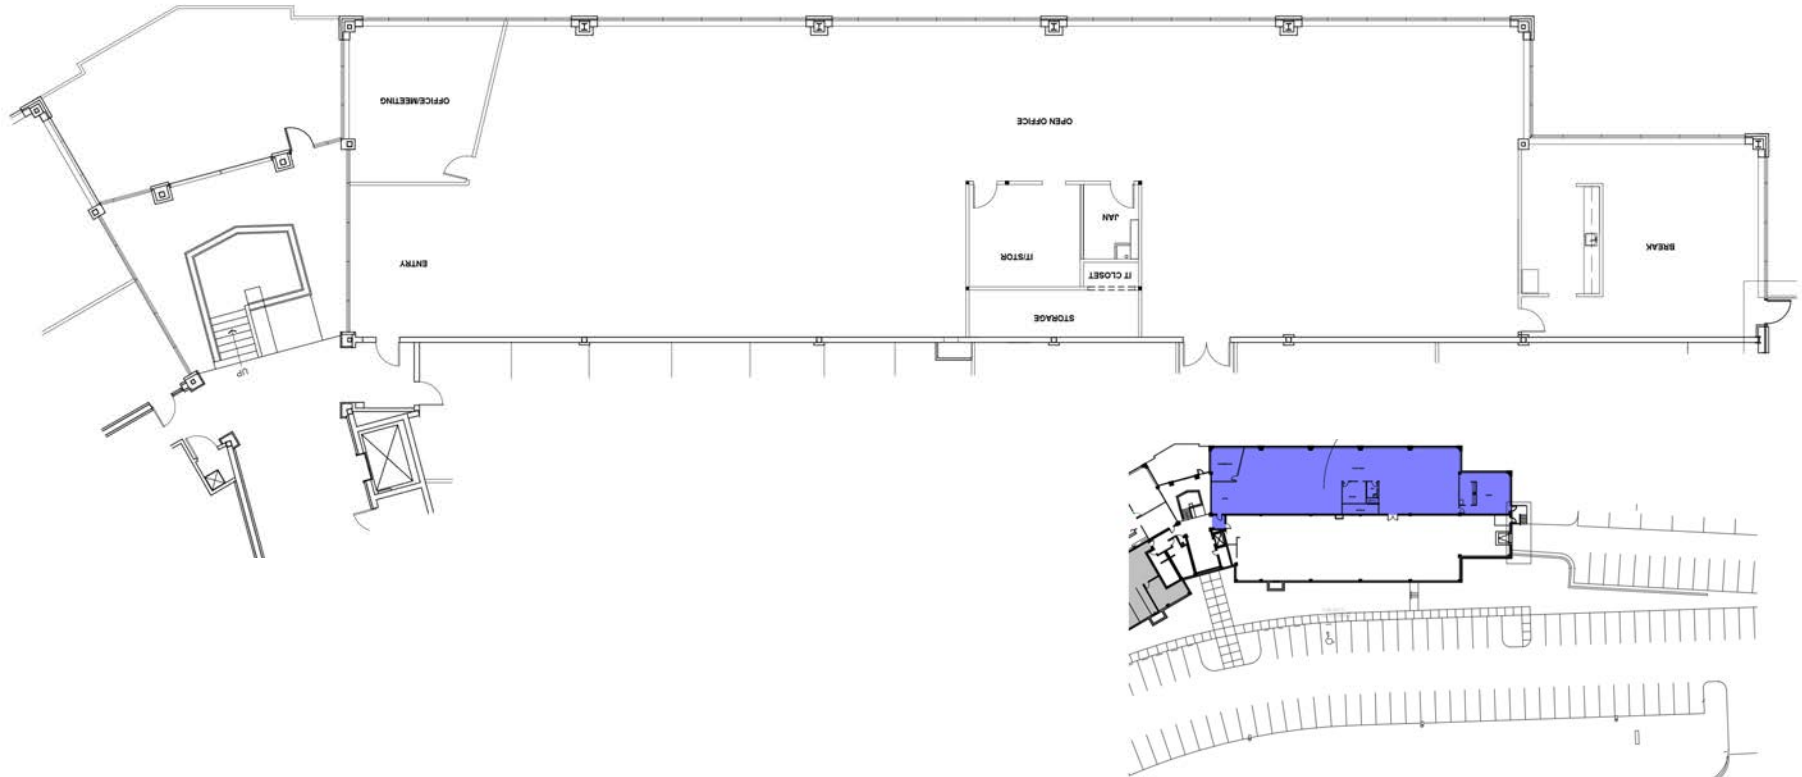 OFFICE/MEETING
OPEN OFFICE
JAN
BREAK
ENTRY
IT/STOR
IT CLOSET
STORAGE
UP